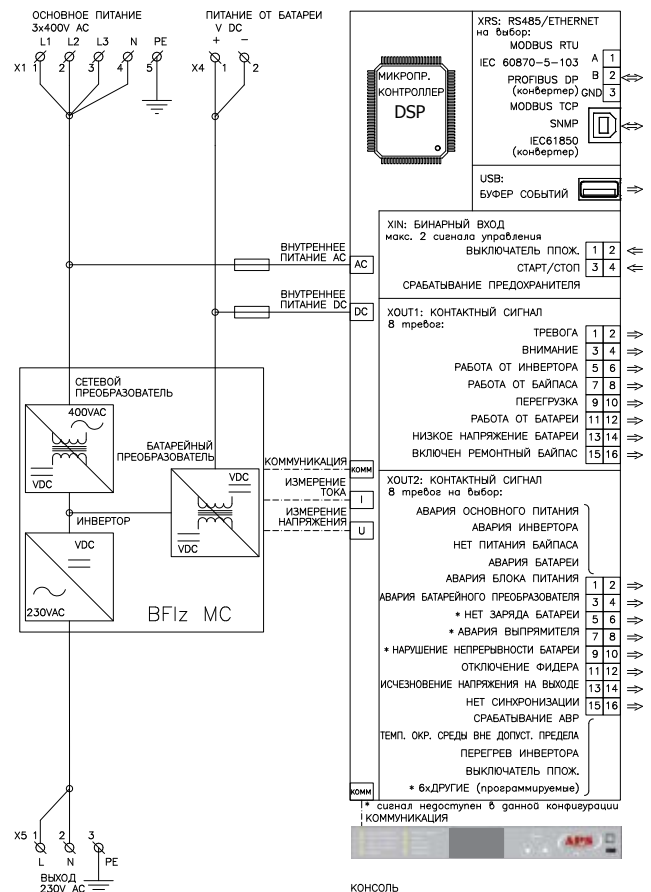 ОСНОВНОЕ ПИТАНИЕ
3x400V AC
L1 L2 L3 N PE
X1 1 2 3 4 5
ПИТАНИЕ ОТ БАТАРЕИ
V DC
+ −
X4 1 2
МИКРОПР.
КОНТРОЛЛЕР
DSP
XRS: RS485/ETHERNET
на выбор:
MODBUS RTU
IEC 60870-5-103
PROFIBUS DP
(конвертер)
MODBUS TCP
SNMP
IEC61850
(конвертер)
A 1
B 2
GND 3
USB:
БУФЕР СОБЫТИЙ
XIN: БИНАРНЫЙ ВХОД
макс. 2 сигнала управления
ВЫКЛЮЧАТЕЛЬ ППОЖ. 1 2
СТАРТ/СТОП 3 4
СРАБАТЫВАНИЕ ПРЕДОХРАНИТЕЛЯ
ВНУТРЕННЕЕ
ПИТАНИЕ AC
AC
ВНУТРЕННЕЕ
ПИТАНИЕ DC
DC
XOUT1: КОНТАКТНЫЙ СИГНАЛ
8 тревог:
ТРЕВОГА 1 2
ВНИМАНИЕ 3 4
РАБОТА ОТ ИНВЕРТОРА 5 6
РАБОТА ОТ БАЙПАСА 7 8
ПЕРЕГРУЗКА 9 10
РАБОТА ОТ БАТАРЕИ 11 12
НИЗКОЕ НАПРЯЖЕНИЕ БАТАРЕИ 13 14
ВКЛЮЧЕН РЕМОНТНЫЙ БАЙПАС 15 16
СЕТЕВОЙ
ПРЕОБРАЗОВАТЕЛЬ
400VAC
VDC
БАТАРЕЙНЫЙ
ПРЕОБРАЗОВАТЕЛЬ
VDC
VDC
ИНВЕРТОР
VDC
230VAC
BFIz MC
КОММУНИКАЦИЯ
КОММ
ИЗМЕРЕНИЕ
ТОКА
I
ИЗМЕРЕНИЕ
НАПРЯЖЕНИЯ
U
XOUT2: КОНТАКТНЫЙ СИГНАЛ
8 тревог на выбор:
АВАРИЯ ОСНОВНОГО ПИТАНИЯ
АВАРИЯ ИНВЕРТОРА
НЕТ ПИТАНИЯ БАЙПАСА
АВАРИЯ БАТАРЕИ
АВАРИЯ БЛОКА ПИТАНИЯ 1 2
АВАРИЯ БАТАРЕЙНОГО ПРЕОБРАЗОВАТЕЛЯ 3 4
* НЕТ ЗАРЯДА БАТАРЕИ 5 6
* АВАРИЯ ВЫПРЯМИТЕЛЯ 7 8
* НАРУШЕНИЕ НЕПРЕРЫВНОСТИ БАТАРЕИ 9 10
ОТКЛЮЧЕНИЕ ФИДЕРА 11 12
ИСЧЕЗНОВЕНИЕ НАПРЯЖЕНИЯ НА ВЫХОДЕ 13 14
НЕТ СИНХРОНИЗАЦИИ 15 16
СРАБАТЫВАНИЕ АВР
ТЕМП. ОКР. СРЕДЫ ВНЕ ДОПУСТ. ПРЕДЕЛА
ПЕРЕГРЕВ ИНВЕРТОРА
ВЫКЛЮЧАТЕЛЬ ППОЖ.
* 6xДРУГИЕ (программируемые)
КОММ
* сигнал недоступен в данной конфигурации
КОММУНИКАЦИЯ
APS
КОНСОЛЬ
X5 1 2 3
L N PE
ВЫХОД
230V AC